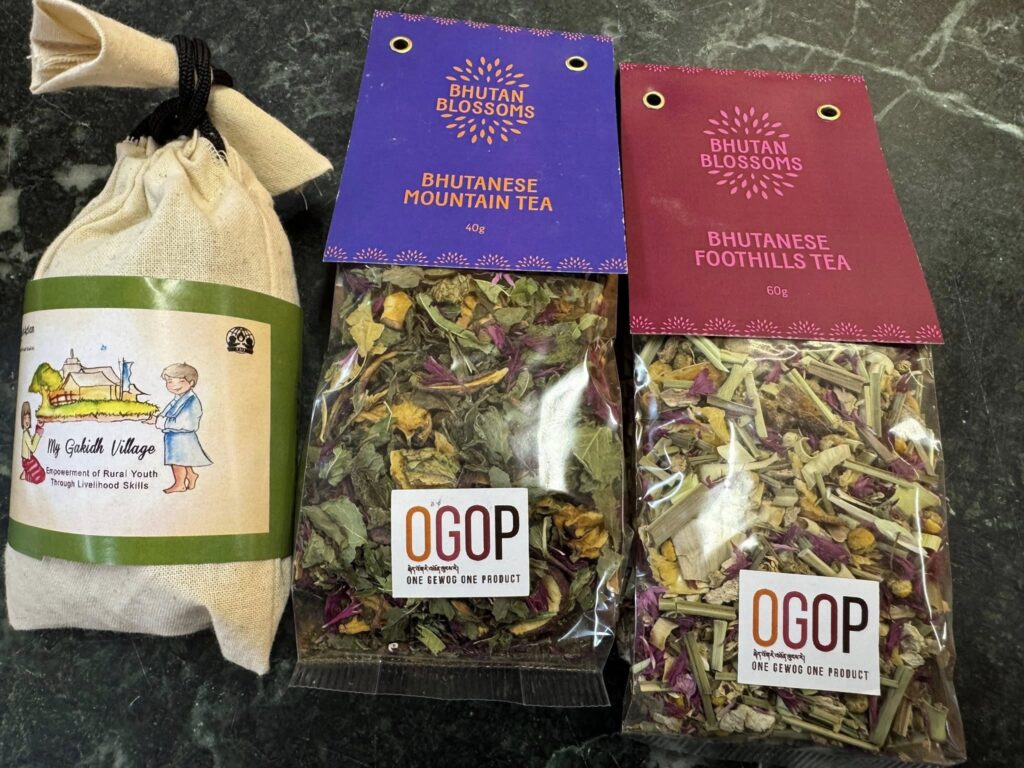 My Gakidh Village
Empowerment of Rural Youth
Through Livelihood Skills
BHUTAN
BLOSSOMS
BHUTANESE
MOUNTAIN TEA
40g
OGOP
ONE GEWOG ONE PRODUCT
BHUTAN
BLOSSOMS
BHUTANESE
FOOTHILLS TEA
60g
OGOP
ONE GEWOG ONE PRODUCT